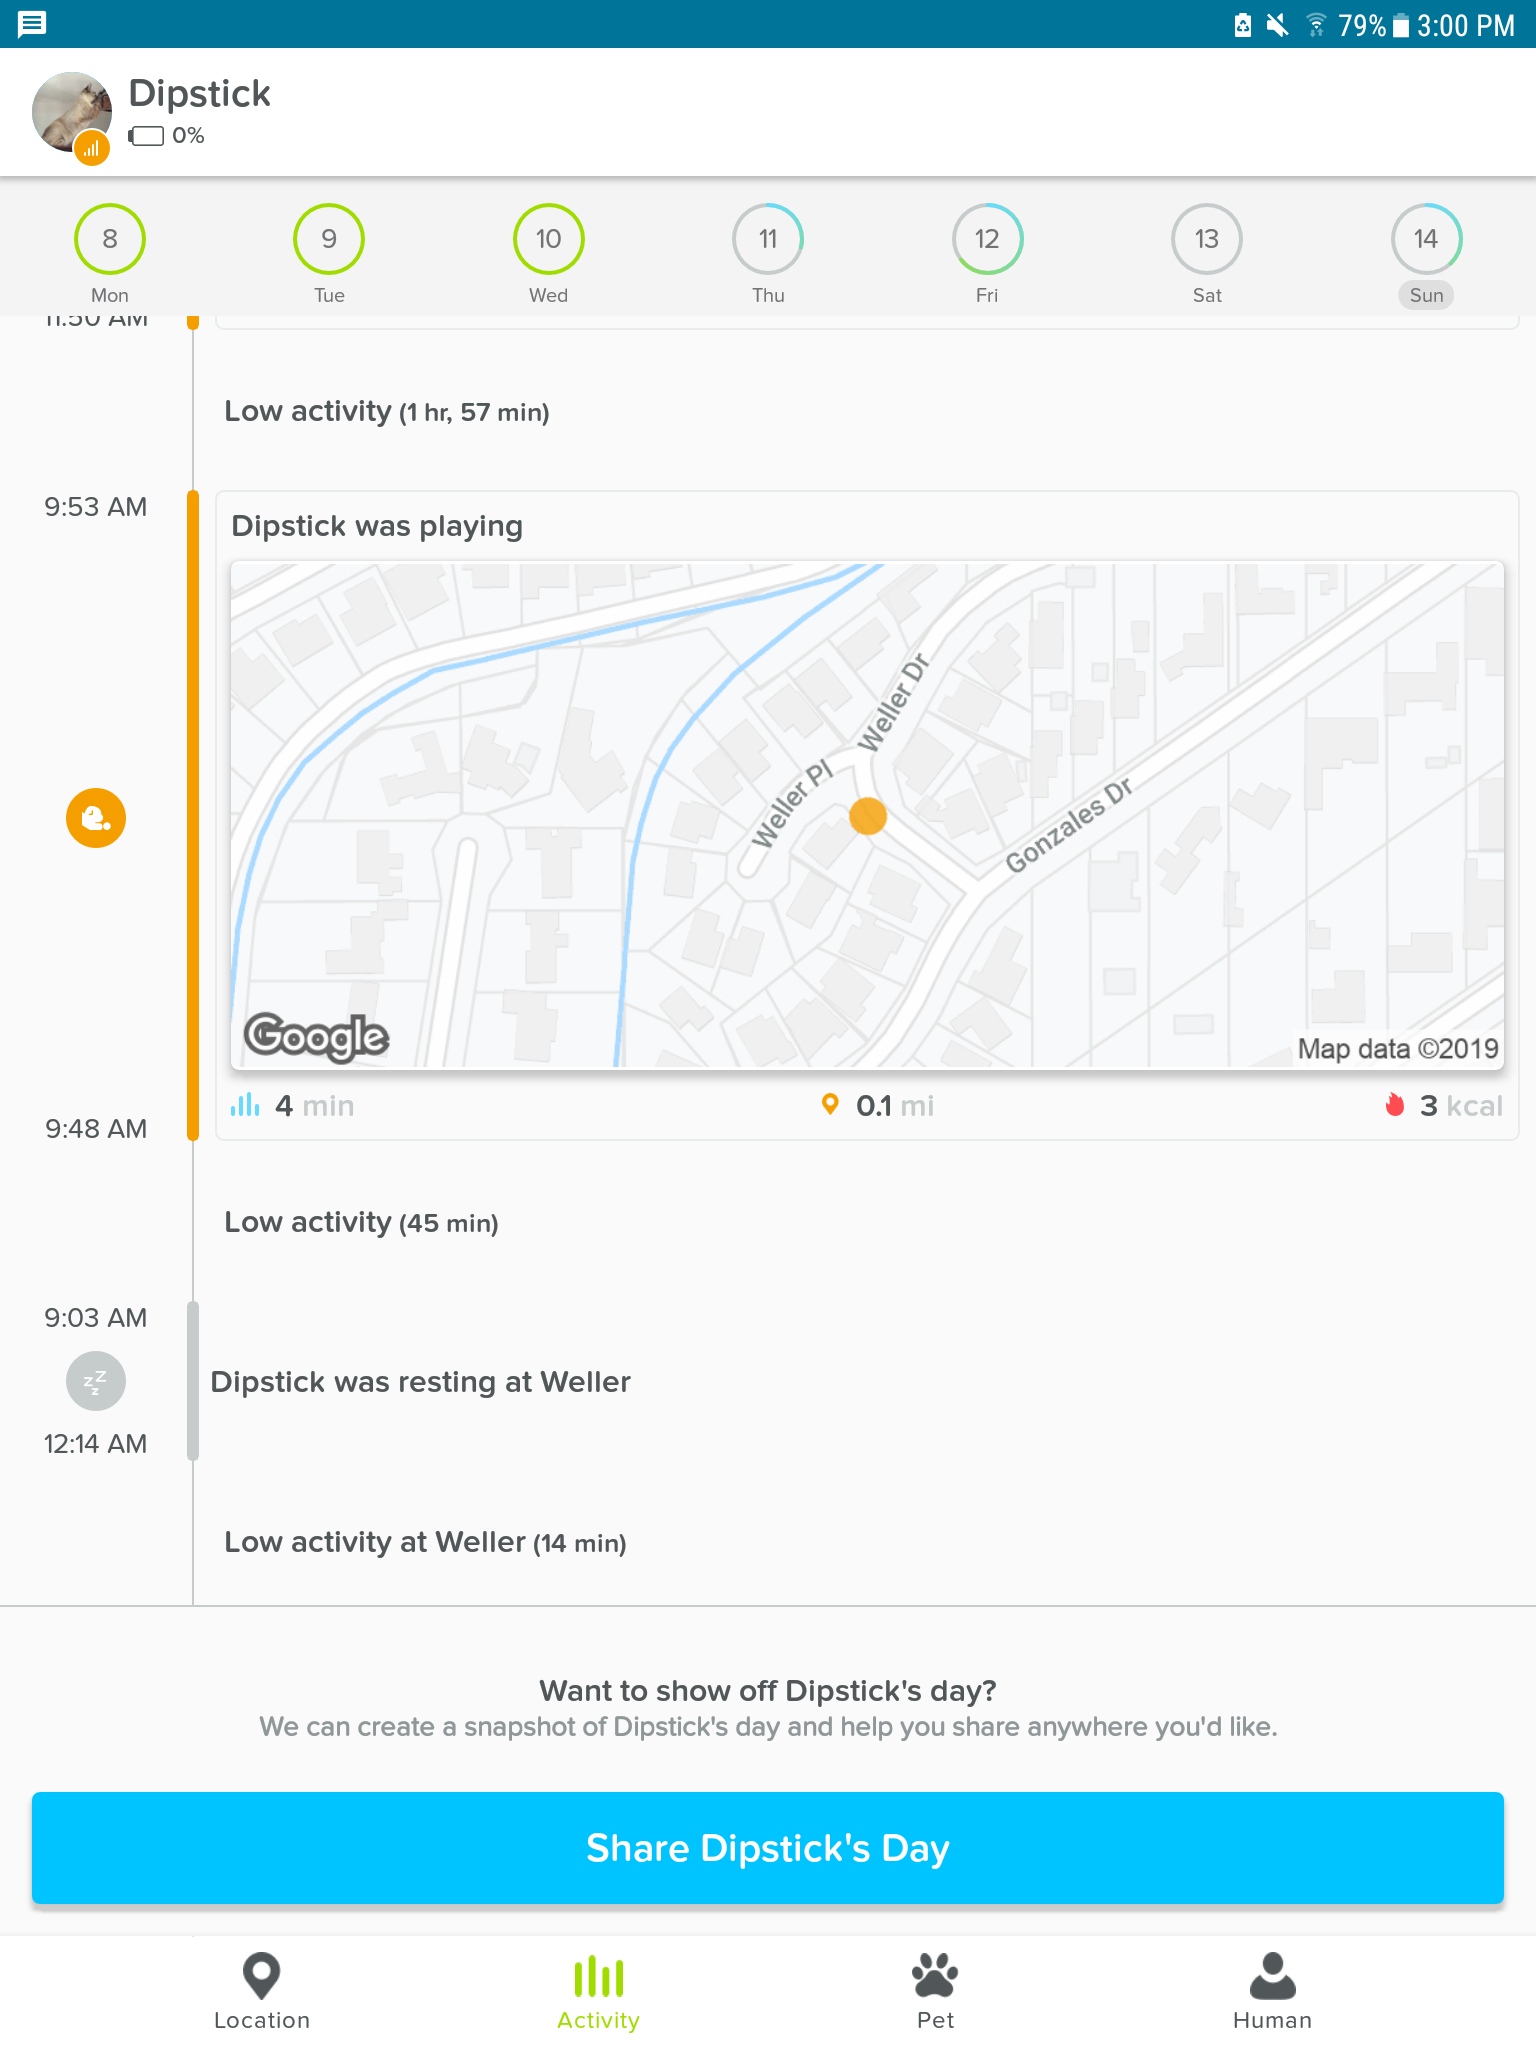 79% 3:00 PM
Dipstick
0%
8 9 10 11 12 13 14
Mon Tue Wed Thu Fri Sat Sun
11:50 AM
Low activity (1 hr, 57 min)
9:53 AM
Dipstick was playing
Weller Dr
Weller Pl
Gonzales Dr
Google
Map data ©2019
4 min 0.1 mi 3 kcal
9:48 AM
Low activity (45 min)
9:03 AM
zzz
Dipstick was resting at Weller
12:14 AM
Low activity at Weller (14 min)
Want to show off Dipstick's day?
We can create a snapshot of Dipstick's day and help you share anywhere you'd like.
Share Dipstick's Day
Location Activity Pet Human